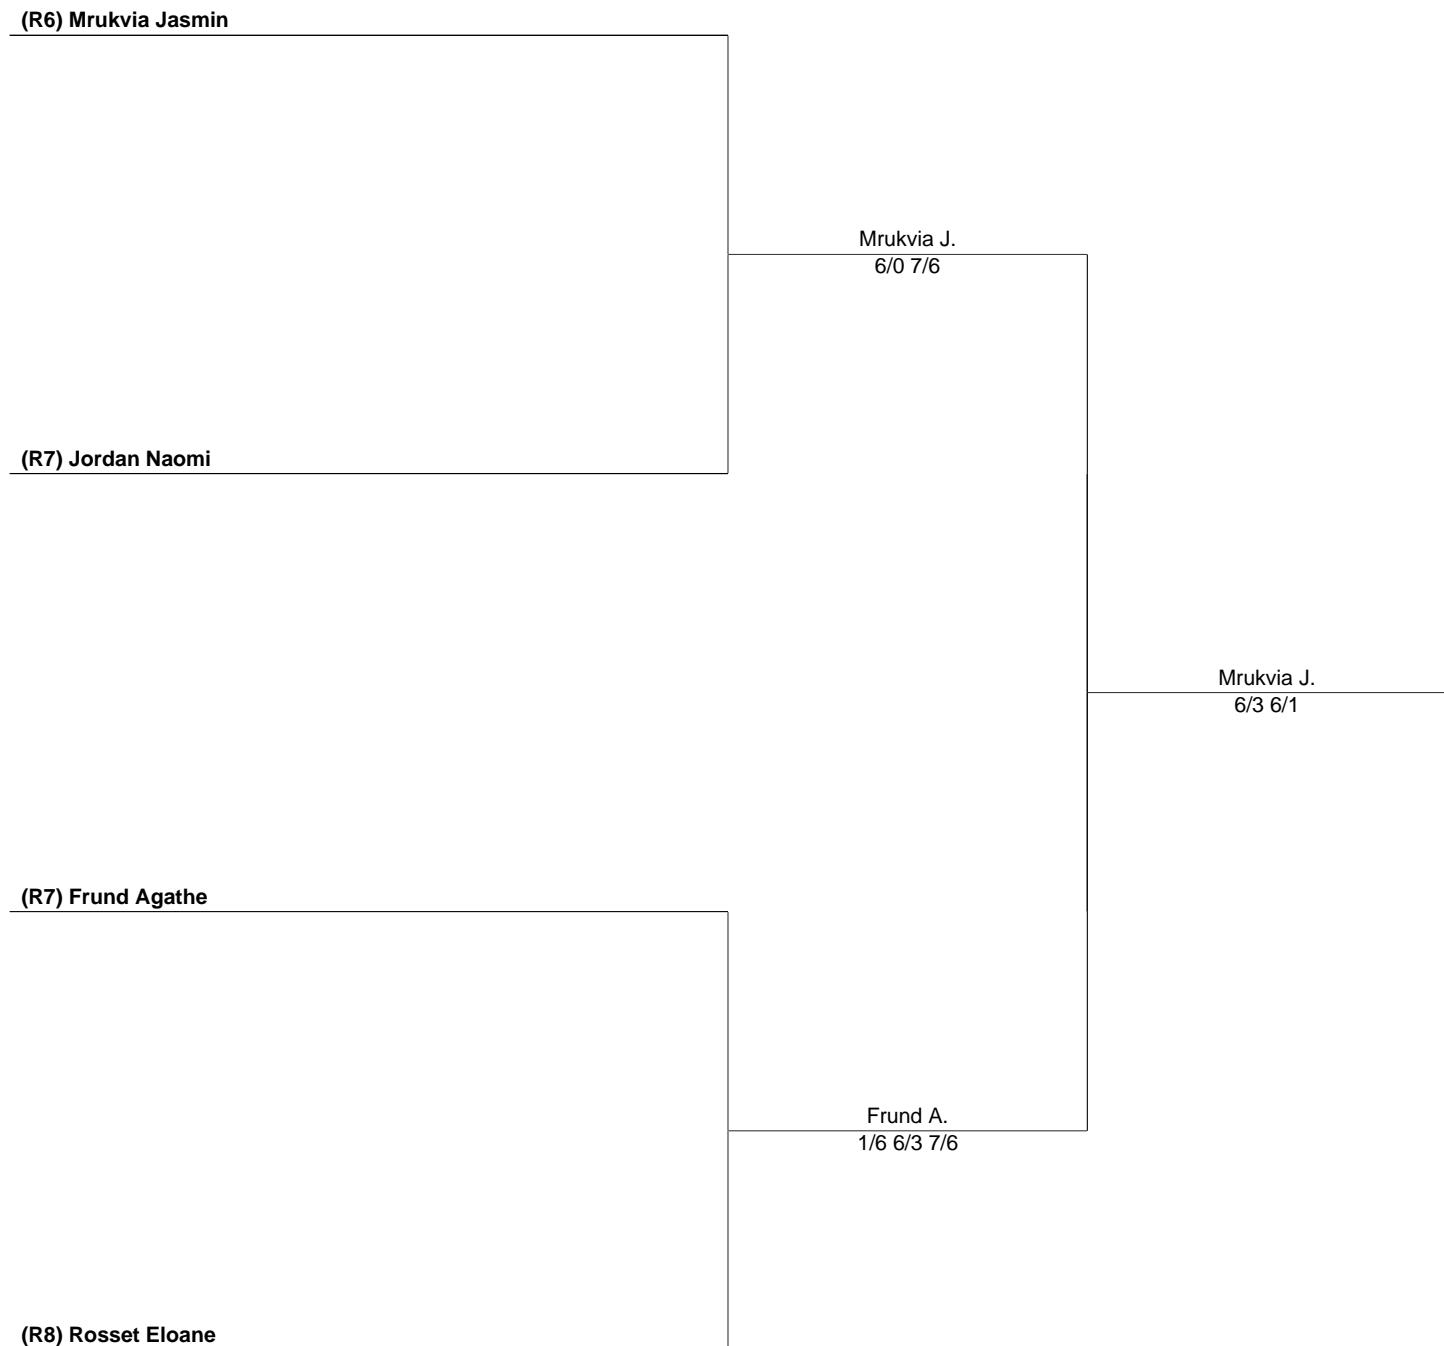 (R6) Mrukvia Jasmin
Mrukvia J.
6/0 7/6
(R7) Jordan Naomi
Mrukvia J.
6/3 6/1
(R7) Frund Agathe
Frund A.
1/6 6/3 7/6
(R8) Rosset Eloane